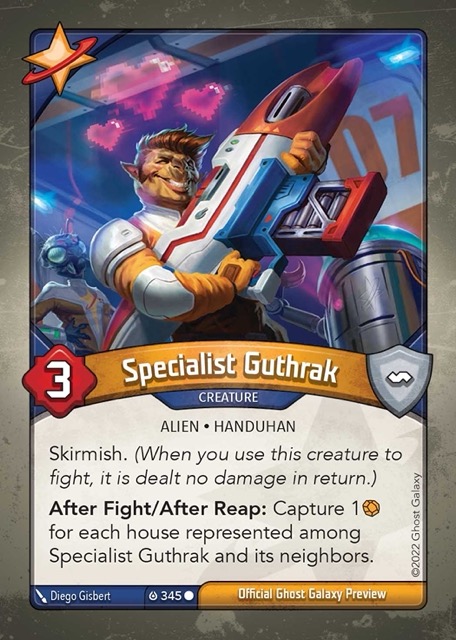 07
Specialist Guthrak
3
CREATURE
ALIEN • HANDUHAN
Skirmish. (When you use this creature to
fight, it is dealt no damage in return.)
After Fight/After Reap: Capture 1
for each house represented among
Specialist Guthrak and its neighbors.
©2022 Ghost Galaxy
Diego Gisbert
345
Official Ghost Galaxy Preview